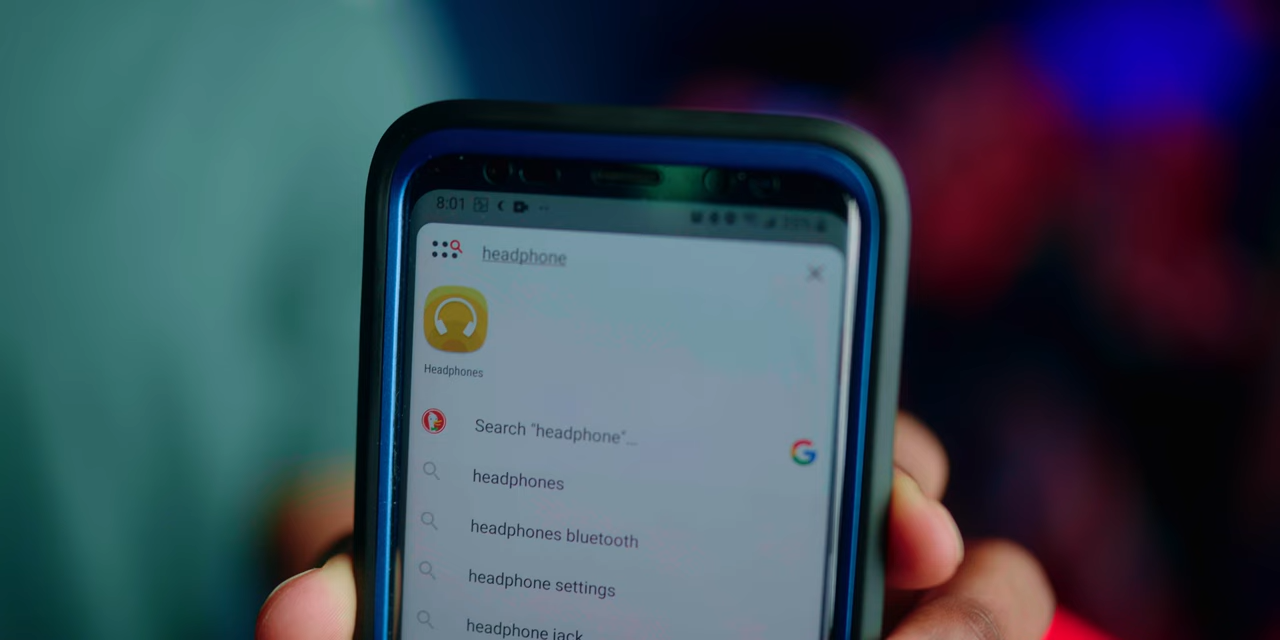 8:01
headphone
Headphones
Search "headphone"...
headphones
headphones bluetooth
headphone settings
headphone jack